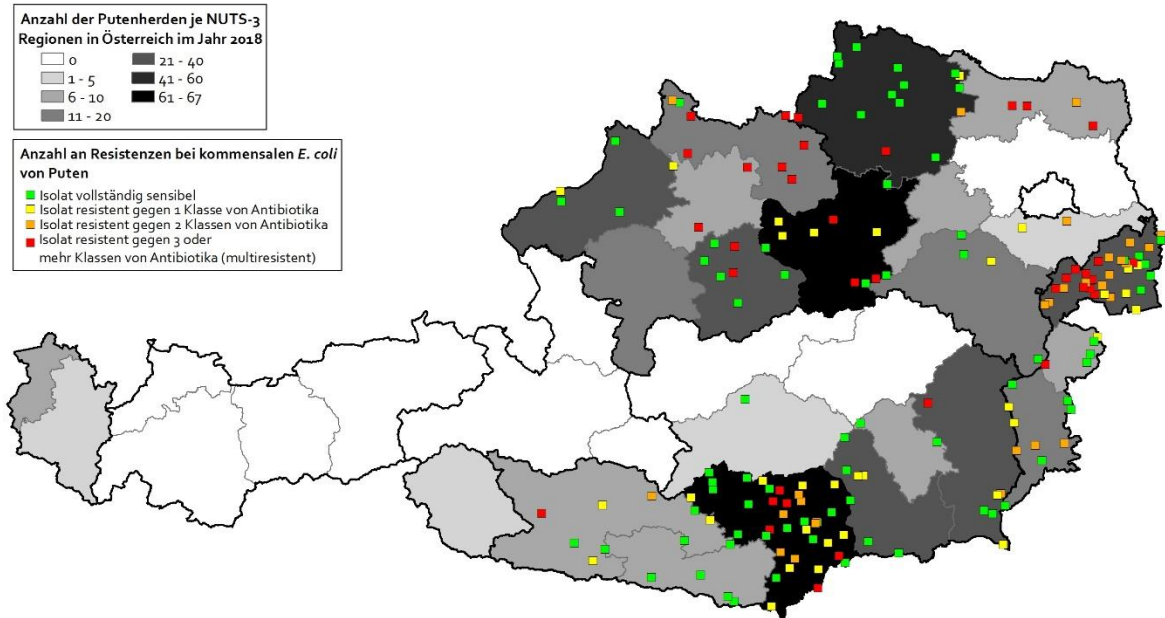 Anzahl der Putenherden je NUTS-3
Regionen in Österreich im Jahr 2018
0
1 - 5
6 - 10
11 - 20
21 - 40
41 - 60
61 - 67
Anzahl an Resistenzen bei kommensalen E. coli
von Puten
Isolat vollständig sensibel
Isolat resistent gegen 1 Klasse von Antibiotika
Isolat resistent gegen 2 Klassen von Antibiotika
Isolat resistent gegen 3 oder
mehr Klassen von Antibiotika (multiresistent)